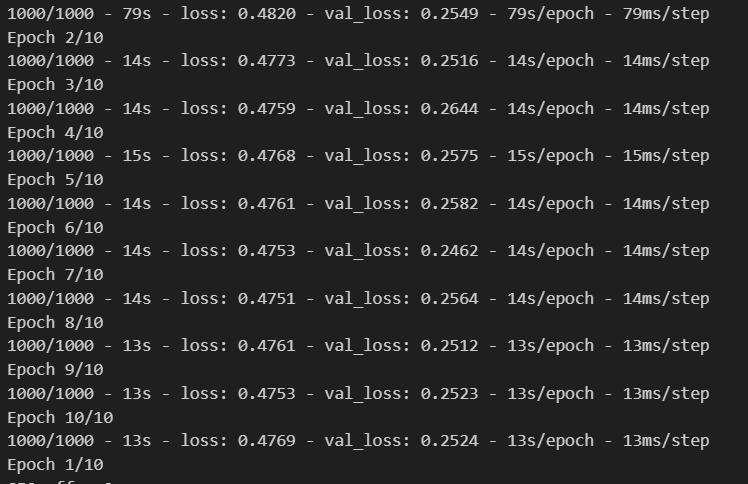 1000/1000 - 79s - loss: 0.4820 - val_loss: 0.2549 - 79s/epoch - 79ms/step
Epoch 2/10
1000/1000 - 14s - loss: 0.4773 - val_loss: 0.2516 - 14s/epoch - 14ms/step
Epoch 3/10
1000/1000 - 14s - loss: 0.4759 - val_loss: 0.2644 - 14s/epoch - 14ms/step
Epoch 4/10
1000/1000 - 15s - loss: 0.4768 - val_loss: 0.2575 - 15s/epoch - 15ms/step
Epoch 5/10
1000/1000 - 14s - loss: 0.4761 - val_loss: 0.2582 - 14s/epoch - 14ms/step
Epoch 6/10
1000/1000 - 14s - loss: 0.4753 - val_loss: 0.2462 - 14s/epoch - 14ms/step
Epoch 7/10
1000/1000 - 14s - loss: 0.4751 - val_loss: 0.2564 - 14s/epoch - 14ms/step
Epoch 8/10
1000/1000 - 13s - loss: 0.4761 - val_loss: 0.2512 - 13s/epoch - 13ms/step
Epoch 9/10
1000/1000 - 13s - loss: 0.4753 - val_loss: 0.2523 - 13s/epoch - 13ms/step
Epoch 10/10
1000/1000 - 13s - loss: 0.4769 - val_loss: 0.2524 - 13s/epoch - 13ms/step
Epoch 1/10